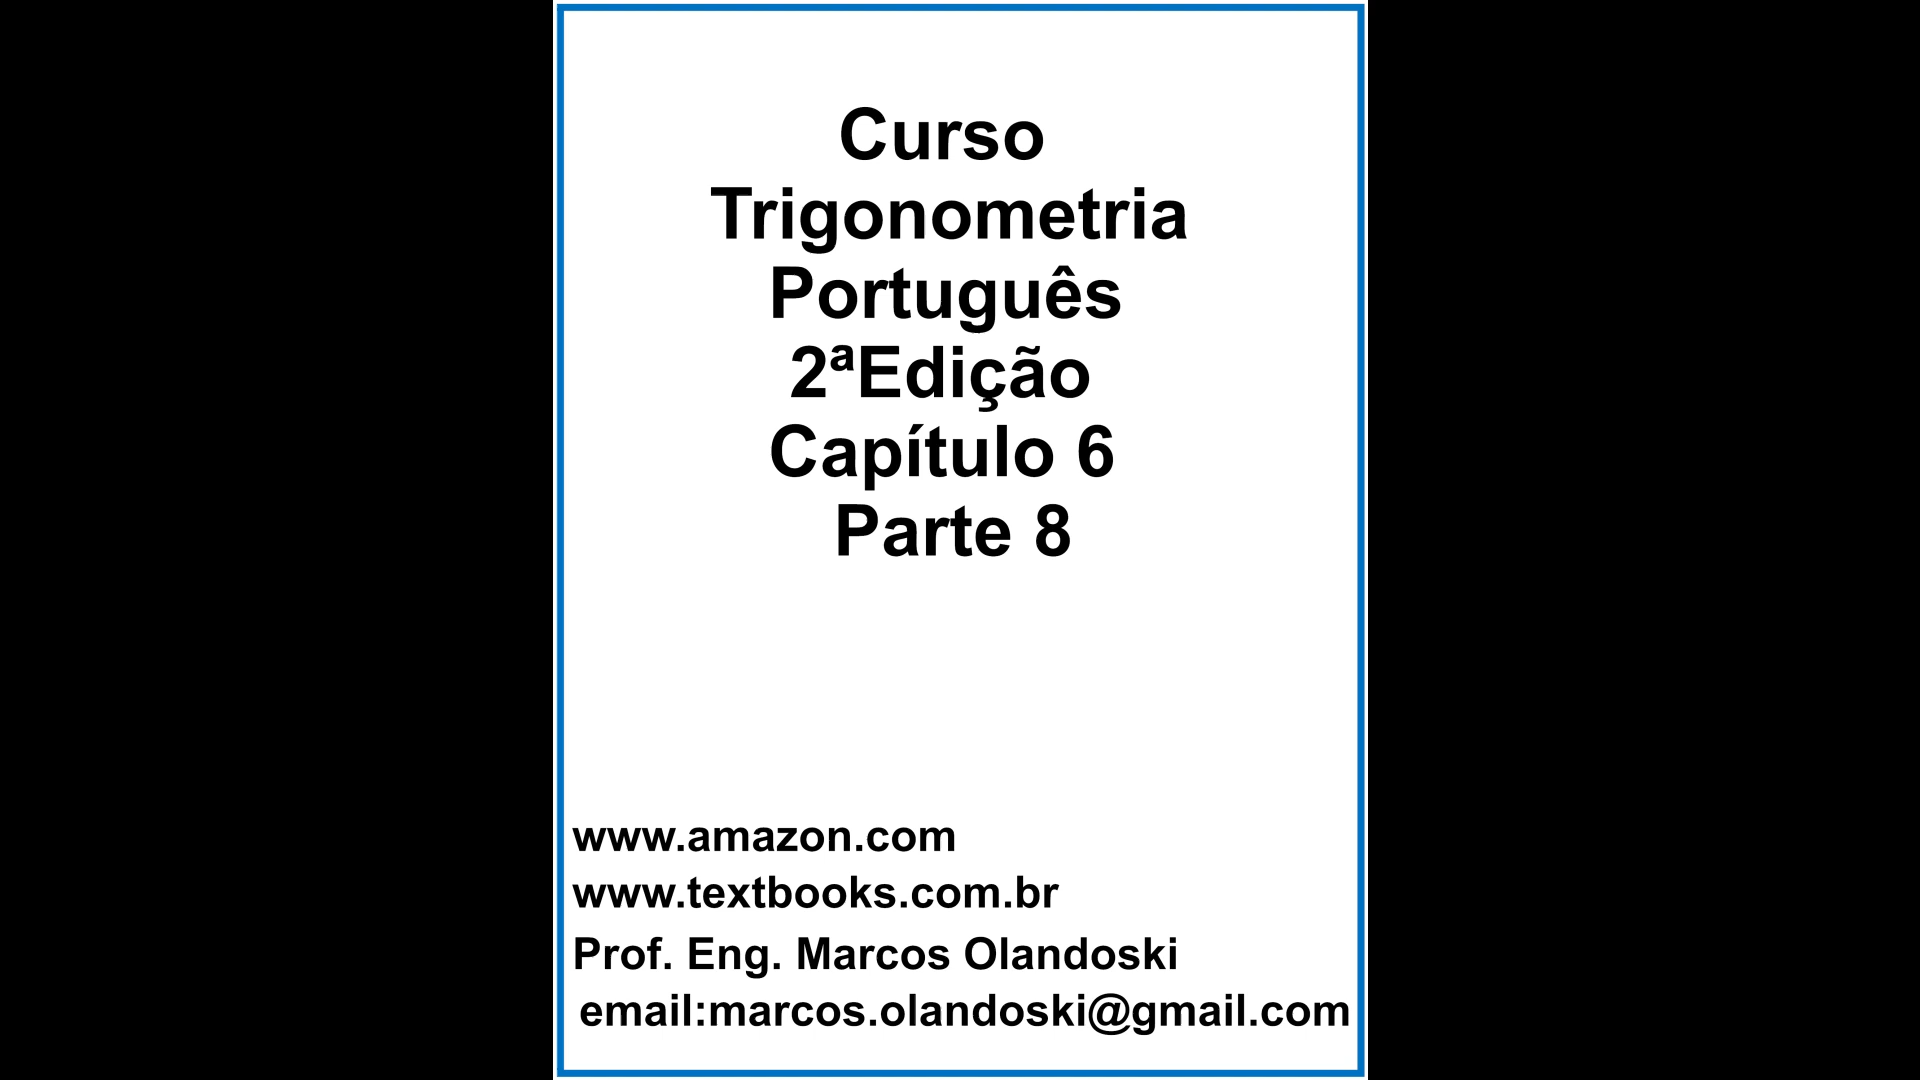 Curso
Trigonometria
Português
2ªEdição
Capítulo 6
Parte 8
www.amazon.com
www.textbooks.com.br
Prof. Eng. Marcos Olandoski
email:marcos.olandoski@gmail.com